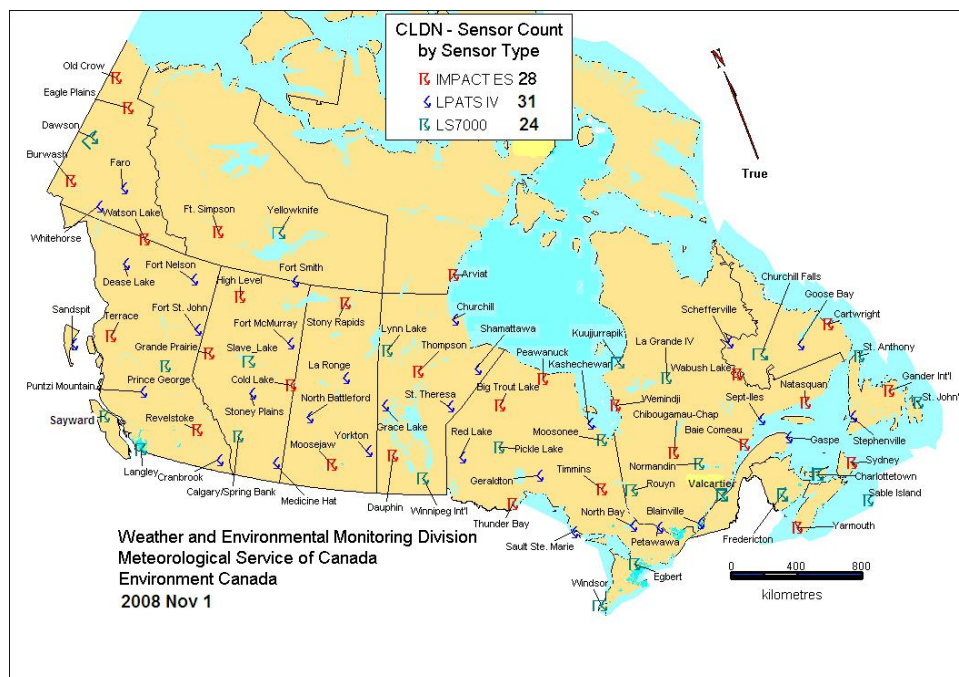 CLDN - Sensor Count
by Sensor Type
IMPACT ES 28
LPATS IV 31
LS7000 24
N
True
Old Crow
Eagle Plains
Dawson
Burwash
Faro
Watson Lake
Whitehorse
Ft. Simpson
Yellowknife
Dease Lake
Fort Nelson
High Level
Fort Smith
Arviat
Sandspit
Terrace
Fort St. John
Fort McMurray
Stony Rapids
Lynn Lake
Churchill
Shamattawa
Thompson
Peawanuck
Kuujjurrapik
Kashechewan
La Grande IV
Schefferville
Churchill Falls
Goose Bay
Cartwright
Wabush Lake
St. Anthony
Grande Prairie
Slave_Lake
Puntzi Mountain
Prince George
Cold Lake
La Ronge
St. Theresa
Big Trout Lake
Wemindji
Natasquan
Gander Int'l
St. John'
Sept-Iles
Chibougamau-Chap
Sayward
Revelstoke
Stoney Plains
North Battleford
Grace Lake
Red Lake
Pickle Lake
Moosonee
Baie Comeau
Gaspe
Stephenville
Moosejaw
Yorkton
Timmins
Normandin
Sydney
Langley
Cranbrook
Geraldton
Rouyn
Valcartier
Charlottetown
Calgary/Spring Bank
Medicine Hat
Dauphin
Winnipeg Int'l
Thunder Bay
North Bay
Blainville
Sable Island
Fredericton
Yarmouth
Petawawa
Sault Ste. Marie
Egbert
Windsor
Weather and Environmental Monitoring Division
Meteorological Service of Canada
Environment Canada
2008 Nov 1
0 400 800
kilometres